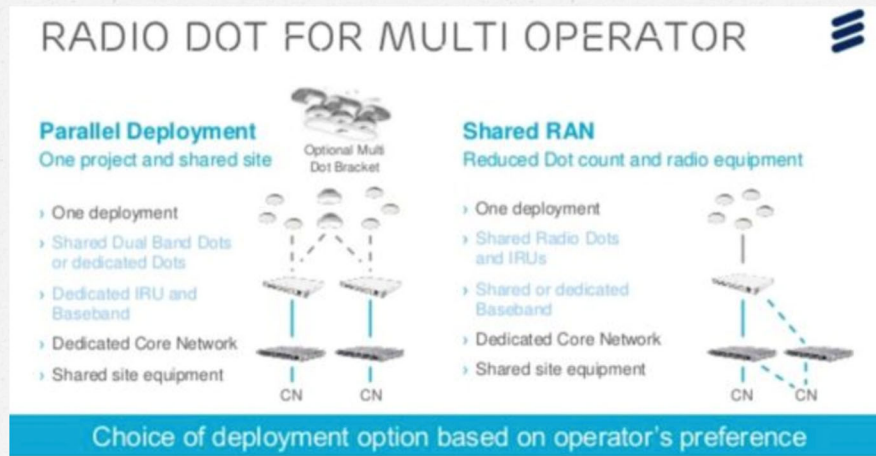 RADIO DOT FOR MULTI OPERATOR
Parallel Deployment
One project and shared site
Optional Multi
Dot Bracket
› One deployment
› Shared Dual Band Dots
or dedicated Dots
› Dedicated IRU and
Baseband
› Dedicated Core Network
› Shared site equipment
CN
CN
Shared RAN
Reduced Dot count and radio equipment
› One deployment
› Shared Radio Dots
and IRUs
› Shared or dedicated
Baseband
› Dedicated Core Network
› Shared site equipment
CN
CN
Choice of deployment option based on operator's preference